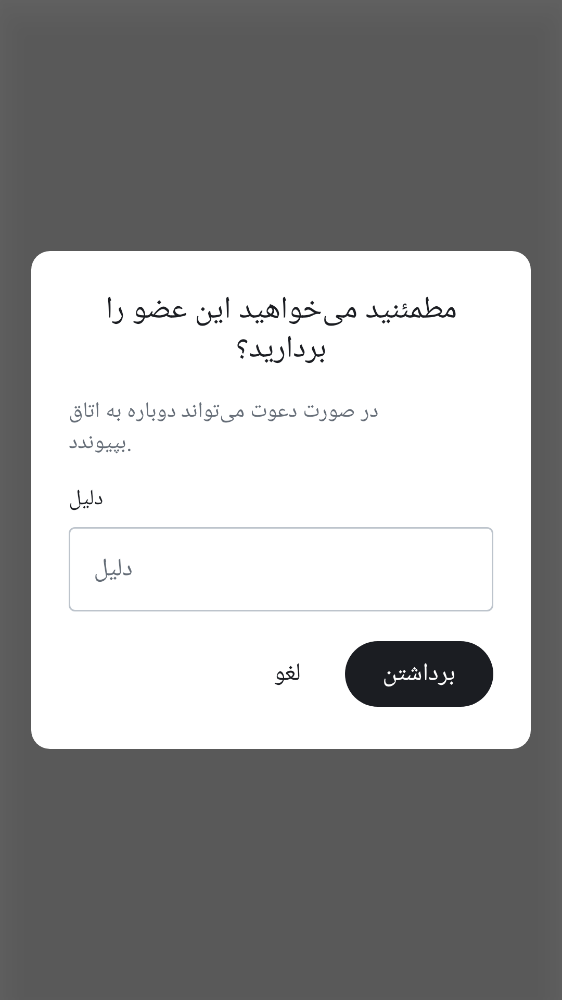 مطمئنید می‌خواهید این عضو را
بردارید؟
در صورت دعوت می‌تواند دوباره به اتاق
بپیوندد.
دلیل
دلیل
برداشتن
لغو